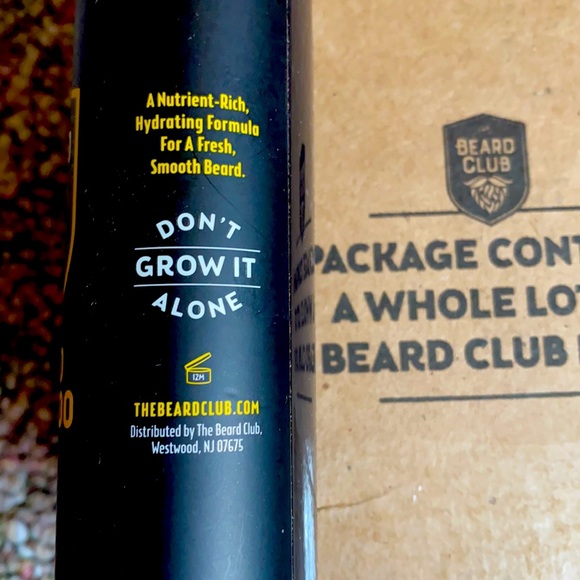 A Nutrient-Rich,
Hydrating Formula
For A Fresh,
Smooth Beard.
DON'T
GROW IT
ALONE
12M
THEBEARDCLUB.COM
Distributed by The Beard Club,
Westwood, NJ 07675
BEARD
CLUB
PACKAGE CONT
A WHOLE LOT
BEARD CLUB